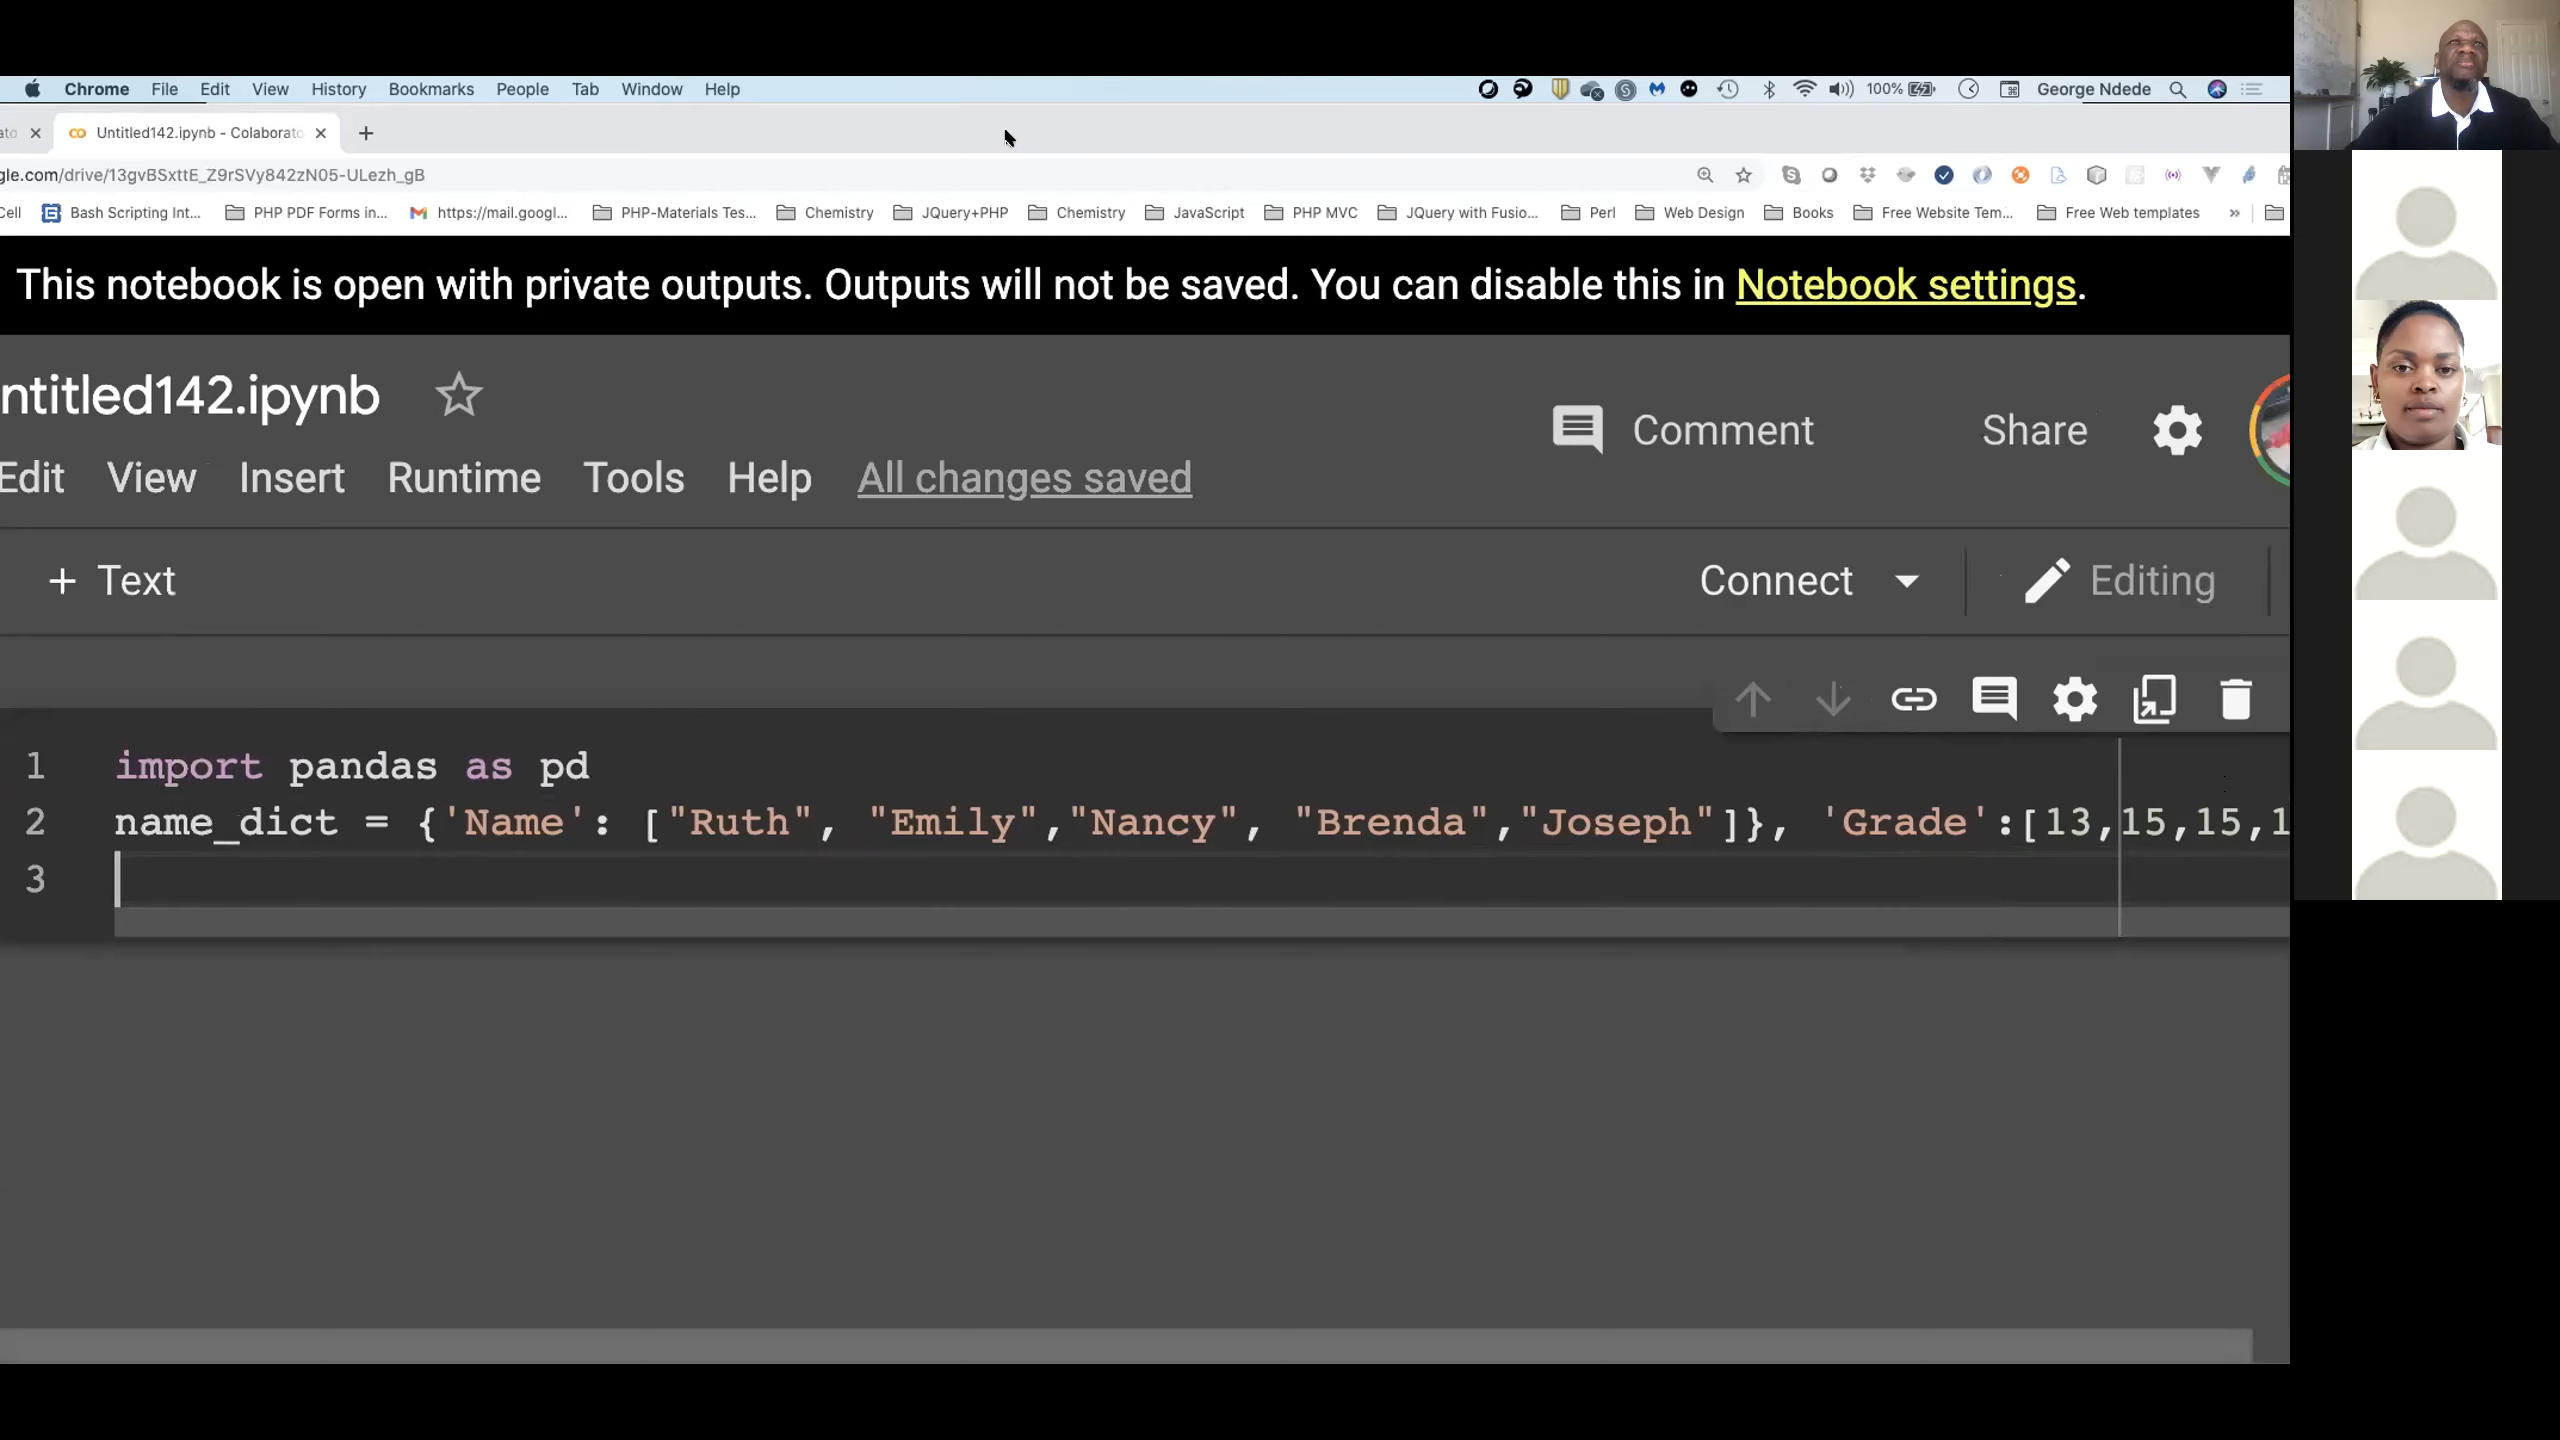 Chrome File Edit View History Bookmarks People Tab Window Help 100% George Ndede
Untitled142.ipynb - Colaborato
gle.com/drive/13gvBSxttE_Z9rSVy842zN05-ULezh_gB
Cell Bash Scripting Int... PHP PDF Forms in... https://mail.googl... PHP-Materials Tes... Chemistry JQuery+PHP Chemistry JavaScript PHP MVC JQuery with Fusio... Perl Web Design Books Free Website Tem... Free Web templates »
This notebook is open with private outputs. Outputs will not be saved. You can disable this in Notebook settings.
ntitled142.ipynb
Comment Share
Edit View Insert Runtime Tools Help All changes saved
+ Text Connect Editing
1 import pandas as pd
2 name_dict = {'Name': ["Ruth", "Emily","Nancy", "Brenda","Joseph"]}, 'Grade':[13,15,15,1
3